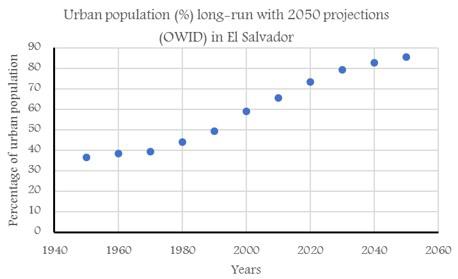 Urban population (%) long-run with 2050 projections
(OWID) in El Salvador
Percentage of urban population
90
80
70
60
50
40
30
20
10
0
1940 1960 1980 2000 2020 2040 2060
Years